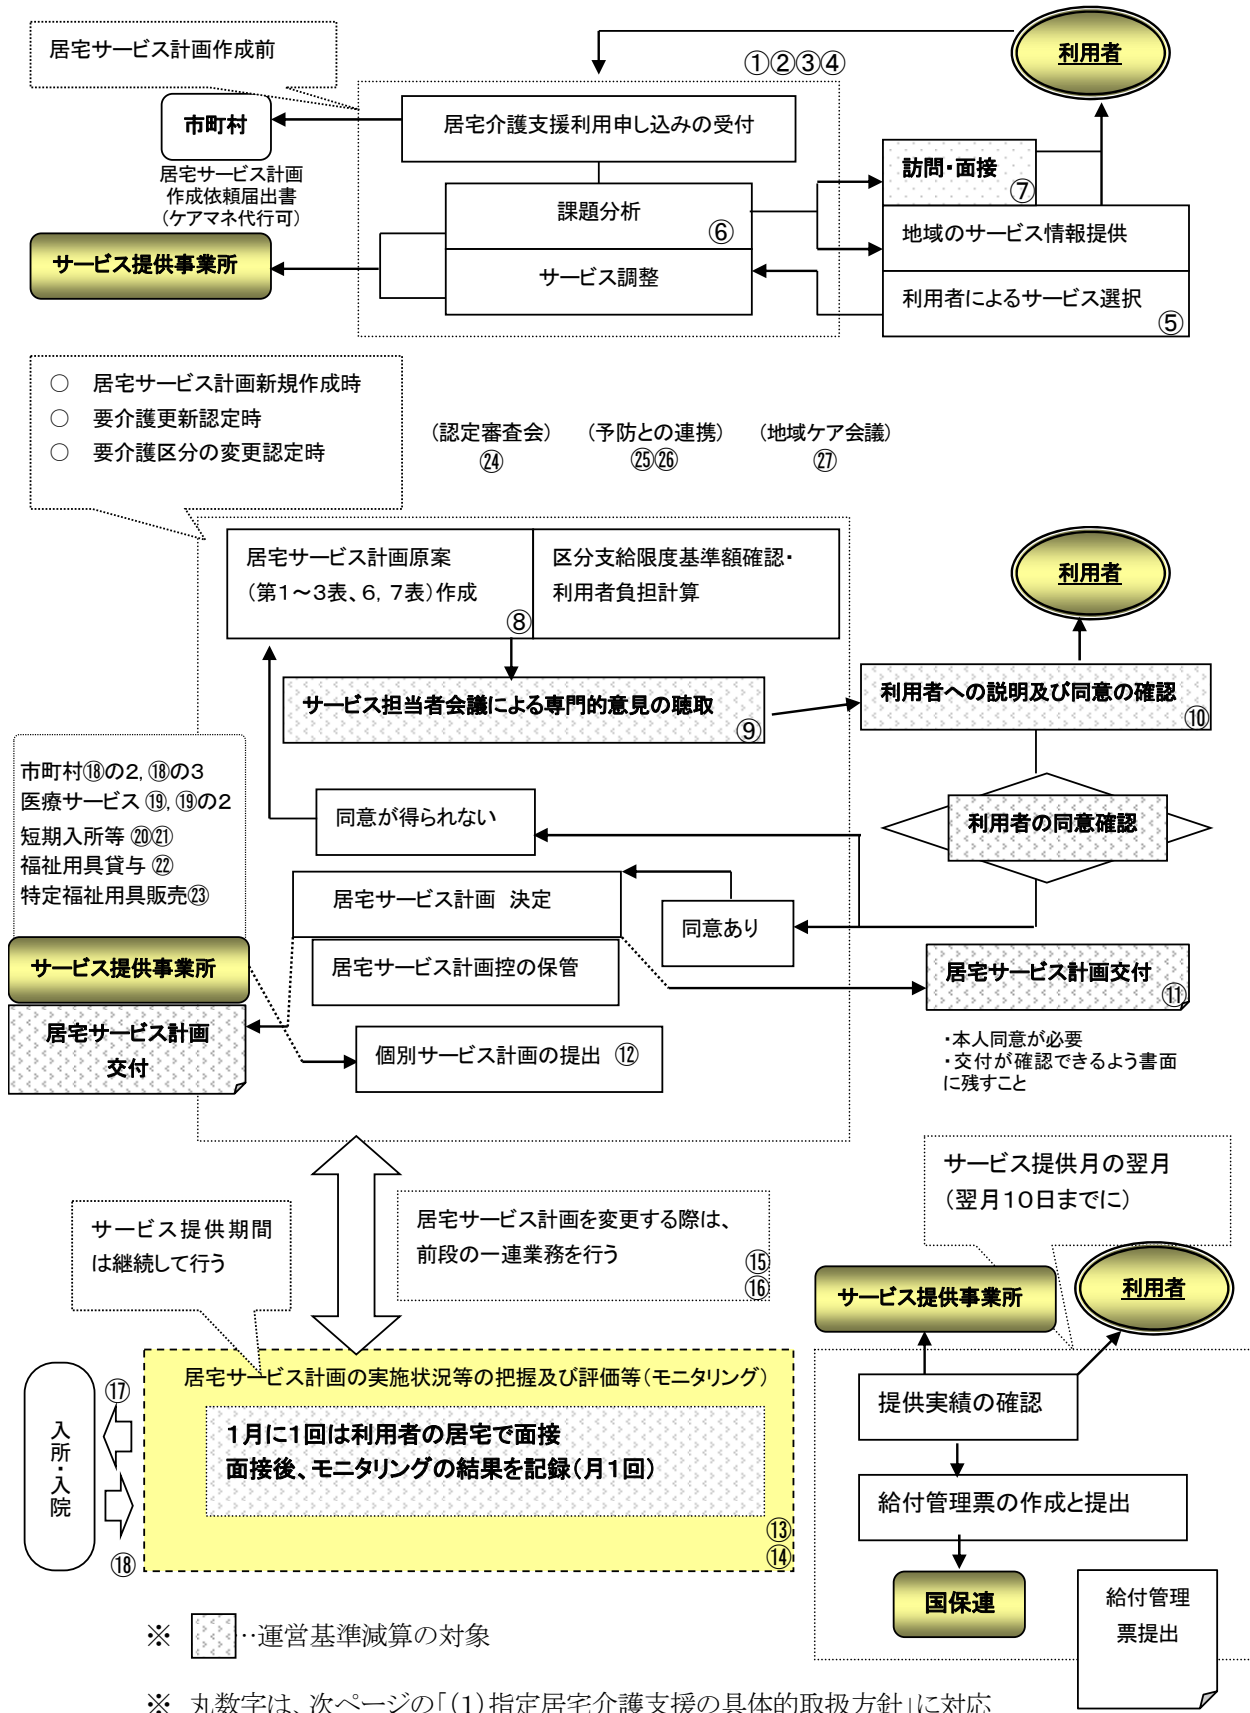 居宅サービス計画作成前
利用者
①②③④
市町村
居宅介護支援利用申し込みの受付
居宅サービス計画
作成依頼届出書
(ケアマネ代行可)
訪問・面接
⑦
課題分析
⑥
地域のサービス情報提供
サービス提供事業所
サービス調整
利用者によるサービス選択
⑤
○ 居宅サービス計画新規作成時
○ 要介護更新認定時
○ 要介護区分の変更認定時
(認定審査会) (予防との連携) (地域ケア会議)
㉔ ㉕㉖ ㉗
居宅サービス計画原案
(第1~3表、6, 7表)作成
⑧
区分支給限度基準額確認・
利用者負担計算
利用者
サービス担当者会議による専門的意見の聴取
⑨
利用者への説明及び同意の確認
⑩
市町村⑱の2, ⑱の3
医療サービス ⑲, ⑲の2
短期入所等 ⑳㉑
福祉用具貸与 ㉒
特定福祉用具販売㉓
同意が得られない
利用者の同意確認
居宅サービス計画 決定
同意あり
サービス提供事業所
居宅サービス計画控の保管
居宅サービス計画交付
⑪
居宅サービス計画
交付
個別サービス計画の提出 ⑫
・本人同意が必要
・交付が確認できるよう書面
に残すこと
サービス提供月の翌月
(翌月10日までに)
サービス提供期間
は継続して行う
居宅サービス計画を変更する際は、
前段の一連業務を行う
⑮
⑯
サービス提供事業所
利用者
居宅サービス計画の実施状況等の把握及び評価等(モニタリング)
⑰
入所・入院
⑱
1月に1回は利用者の居宅で面接
面接後、モニタリングの結果を記録(月1回)
⑬
⑭
提供実績の確認
給付管理票の作成と提出
国保連
給付管理
票提出
※ ‥運営基準減算の対象
※ 丸数字は、次ページの「(1)指定居宅介護支援の具体的取扱方針」に対応